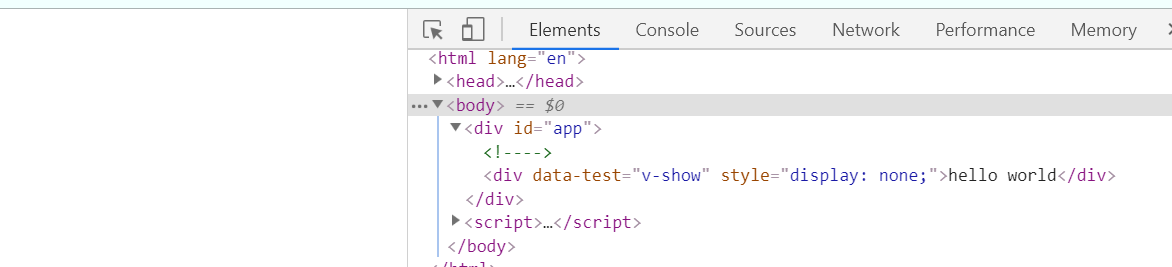 Elements Console Sources Network Performance Memory
<html lang="en">
<head>…</head>
<body> == $0
<div id="app">
<!---->
<div data-test="v-show" style="display: none;">hello world</div>
</div>
<script>…</script>
</body>
</html>